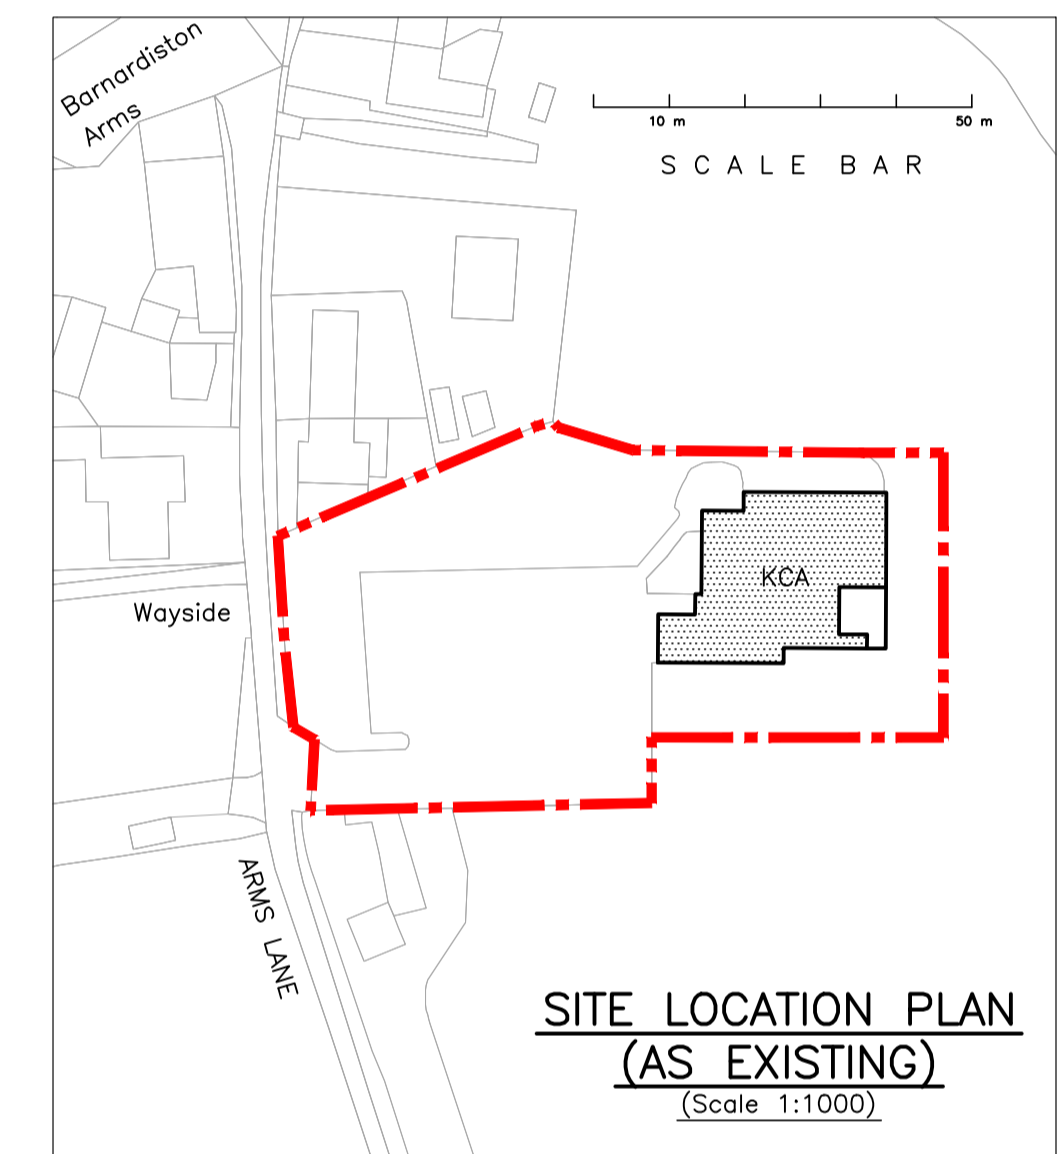 Barnardiston
Arms
10 m
50 m
SCALE BAR
KCA
Wayside
ARMS LANE
SITE LOCATION PLAN
(AS EXISTING)
(Scale 1:1000)